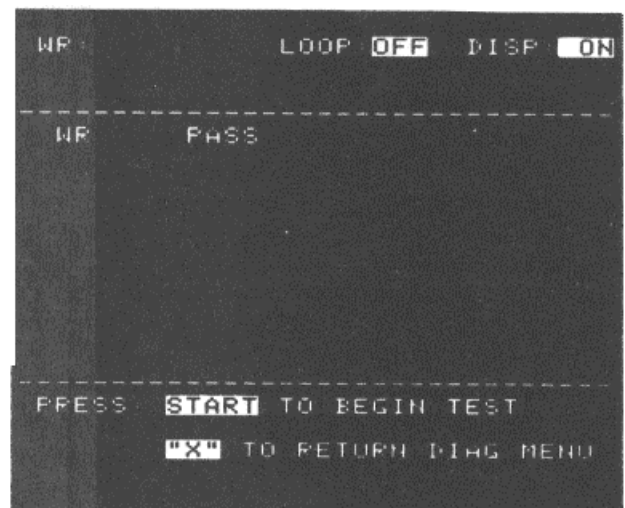 WR: LOOP: OFF DISP: ON
WR PASS
PRESS: START TO BEGIN TEST
"X" TO RETURN DIAG MENU